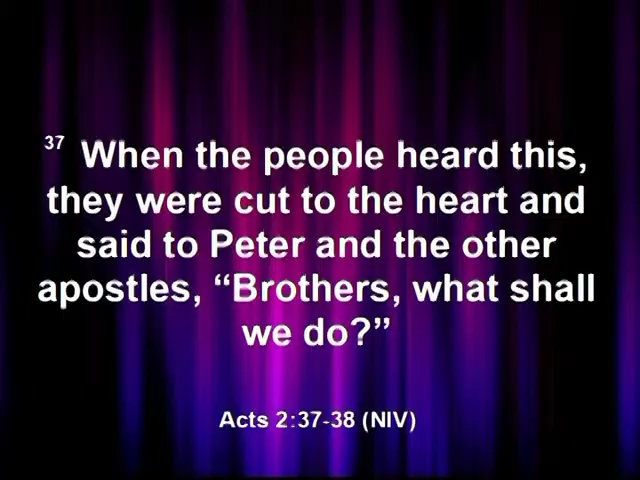 37 When the people heard this,
they were cut to the heart and
said to Peter and the other
apostles, “Brothers, what shall
we do?”
Acts 2:37-38 (NIV)